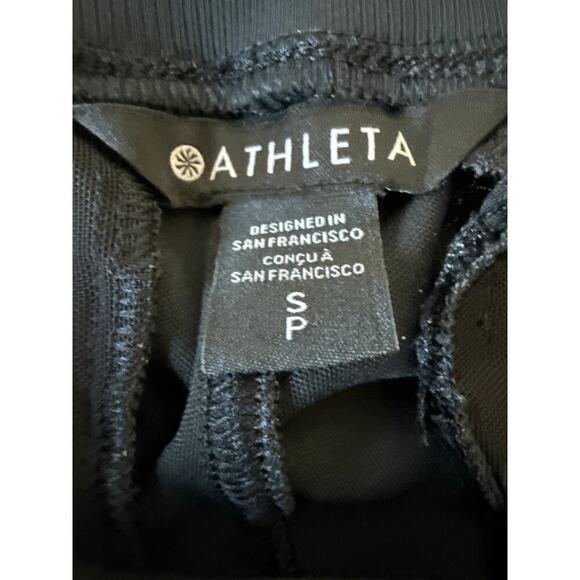 ATHLETA
DESIGNED IN
SAN FRANCISCO
CONÇU À
SAN FRANCISCO
S
P